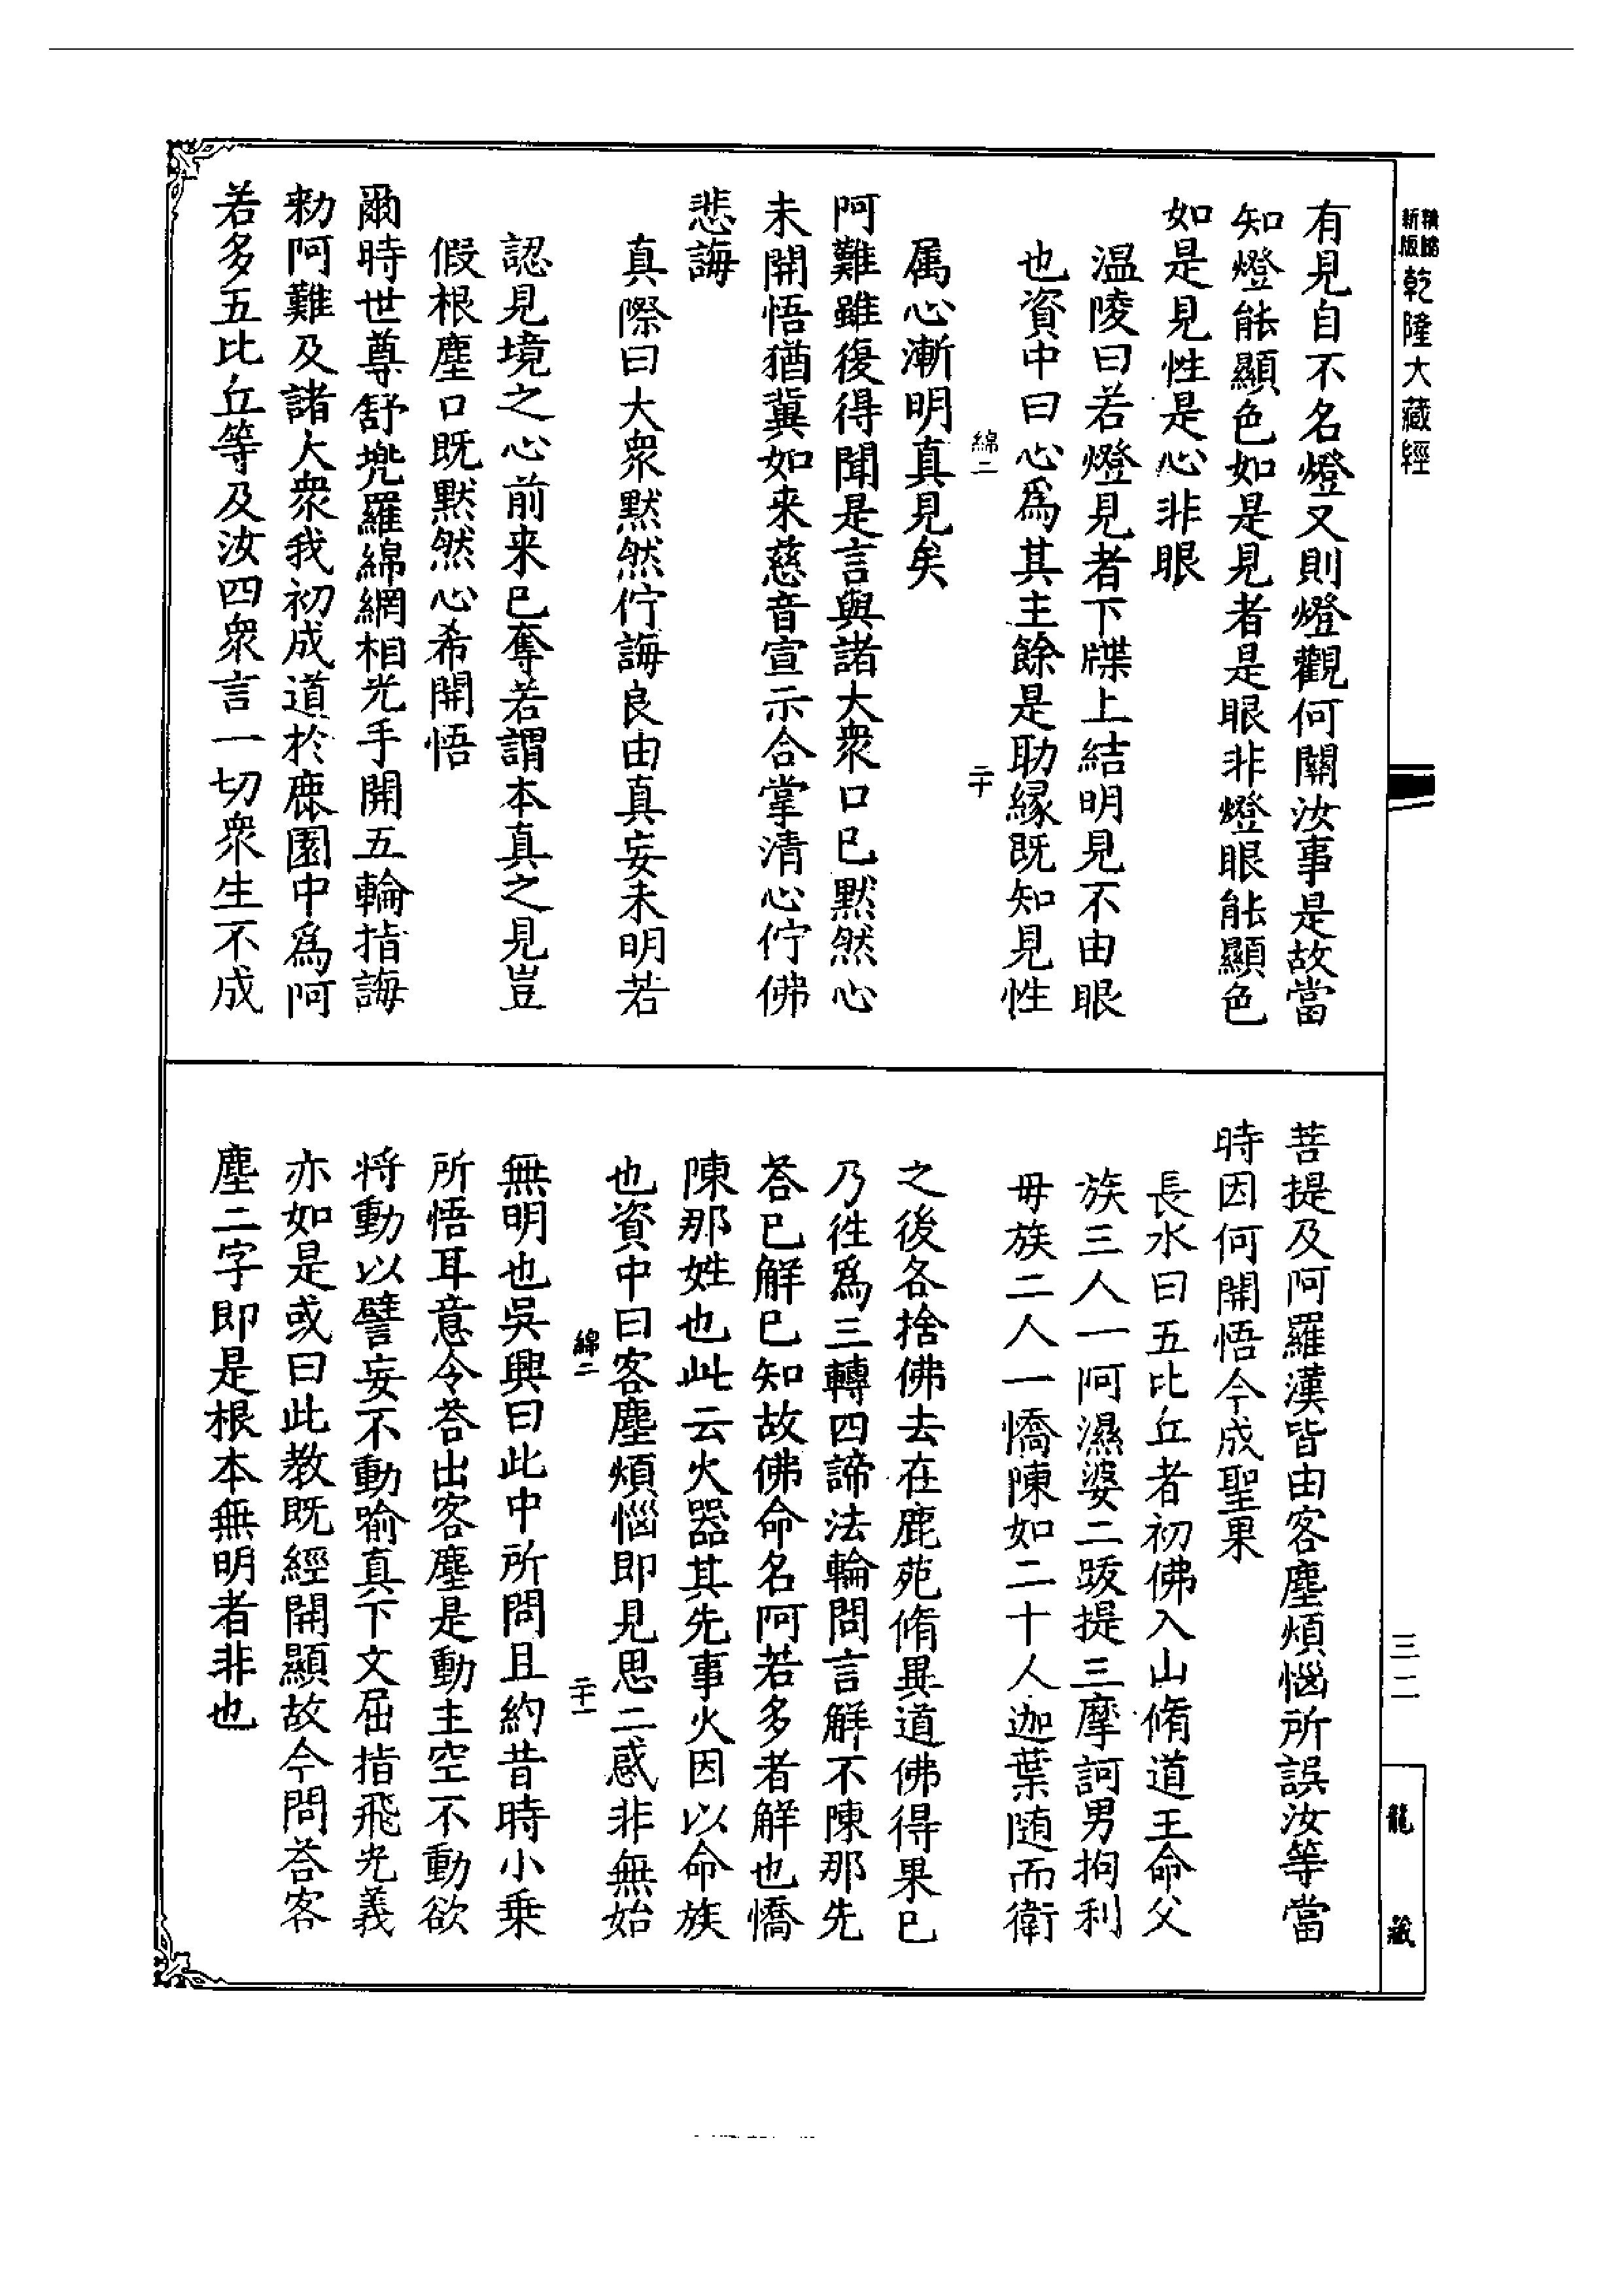 新版
精縮
乾隆大藏經
有見自不名燈又則燈觀何關汝事是故當
知燈能顯色如是見者是眼非燈眼能顯色
如是見性是心非眼
温陵曰若燈見者下牒上結明見不由眼
也資中曰心爲其主餘是助緣既知見性
綿二
二十
属心漸明真見矣
阿難雖復得聞是言與諸大衆口已默然心
未開悟猶冀如来慈音宣示合掌清心佇佛
悲誨
真際曰大衆默然佇誨良由真妄未明若
認見境之心前来已奪若謂本真之見豈
假根塵口既默然心希開悟
爾時世尊舒兜羅綿網相光手開五輪指誨
勑阿難及諸大衆我初成道於鹿園中爲阿
若多五比丘等及汝四衆言一切衆生不成
三二
龍藏
菩提及阿羅漢皆由客塵煩惱所誤汝等當
時因何開悟今成聖果
長水曰五比丘者初佛入山脩道王命父
族三人一阿濕婆二跋提三摩訶男拘利
毋族二人一憍陳如二十人迦葉随而衛
之後各捨佛去在鹿苑脩異道佛得果已
乃徃爲三轉四諦法輪問言解不陳那先
荅已解已知故佛命名阿若多者解也憍
陳那姓也此云火器其先事火因以命族
也資中曰客塵煩惱即見思二惑非無始
綿二
二十一
無明也吳興曰此中所問且約昔時小乗
所悟耳意令荅出客塵是動主空不動欲
将動以譬妄不動喻真下文屈指飛光義
亦如是或曰此教既經開顯故今問荅客
塵二字即是根本無明者非也